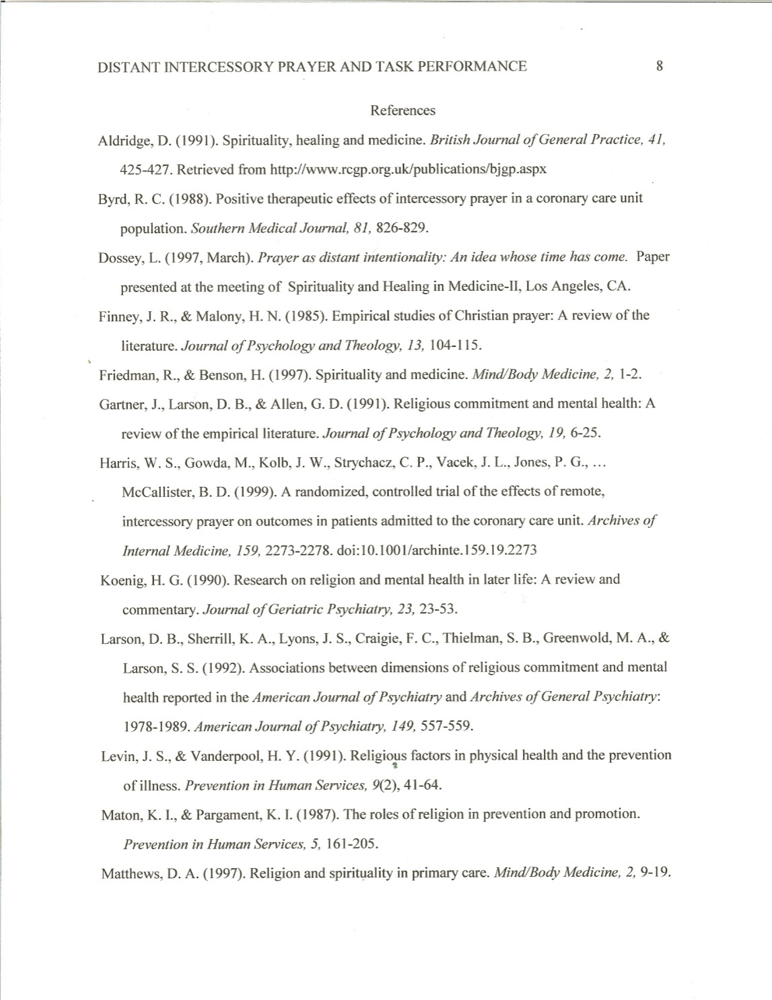 DISTANT INTERCESSORY PRAYER AND TASK PERFORMANCE 8
References
Aldridge, D. (1991). Spirituality, healing and medicine. British Journal of General Practice, 41,
425-427. Retrieved from http://www.rcgp.org.uk/publications/bjgp.aspx
Byrd, R. C. (1988). Positive therapeutic effects of intercessory prayer in a coronary care unit
population. Southern Medical Journal, 81, 826-829.
Dossey, L. (1997, March). Prayer as distant intentionality: An idea whose time has come. Paper
presented at the meeting of Spirituality and Healing in Medicine-II, Los Angeles, CA.
Finney, J. R., & Malony, H. N. (1985). Empirical studies of Christian prayer: A review of the
literature. Journal of Psychology and Theology, 13, 104-115.
Friedman, R., & Benson, H. (1997). Spirituality and medicine. Mind/Body Medicine, 2, 1-2.
Gartner, J., Larson, D. B., & Allen, G. D. (1991). Religious commitment and mental health: A
review of the empirical literature. Journal of Psychology and Theology, 19, 6-25.
Harris, W. S., Gowda, M., Kolb, J. W., Strychacz, C. P., Vacek, J. L., Jones, P. G., …
McCallister, B. D. (1999). A randomized, controlled trial of the effects of remote,
intercessory prayer on outcomes in patients admitted to the coronary care unit. Archives of
Internal Medicine, 159, 2273-2278. doi:10.1001/archinte.159.19.2273
Koenig, H. G. (1990). Research on religion and mental health in later life: A review and
commentary. Journal of Geriatric Psychiatry, 23, 23-53.
Larson, D. B., Sherrill, K. A., Lyons, J. S., Craigie, F. C., Thielman, S. B., Greenwold, M. A., &
Larson, S. S. (1992). Associations between dimensions of religious commitment and mental
health reported in the American Journal of Psychiatry and Archives of General Psychiatry:
1978-1989. American Journal of Psychiatry, 149, 557-559.
Levin, J. S., & Vanderpool, H. Y. (1991). Religious factors in physical health and the prevention
of illness. Prevention in Human Services, 9(2), 41-64.
Maton, K. I., & Pargament, K. I. (1987). The roles of religion in prevention and promotion.
Prevention in Human Services, 5, 161-205.
Matthews, D. A. (1997). Religion and spirituality in primary care. Mind/Body Medicine, 2, 9-19.